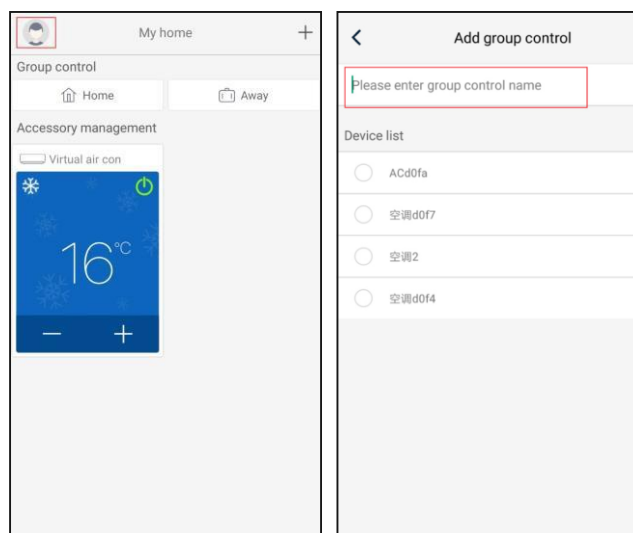 My home
Group control
Home
Away
Accessory management
Virtual air con
16°C
Add group control
Please enter group control name
Device list
ACd0fa
空调d0f7
空调2
空调d0f4